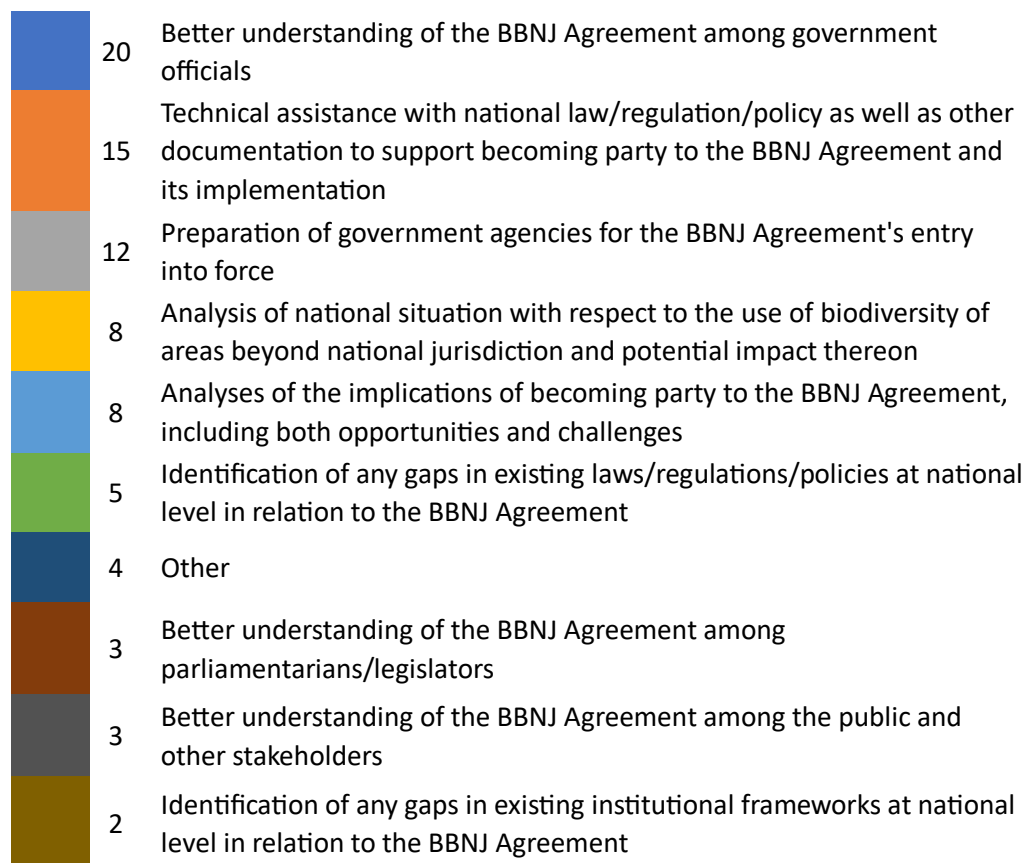 20 Better understanding of the BBNJ Agreement among government
officials
Technical assistance with national law/regulation/policy as well as other
15 documentation to support becoming party to the BBNJ Agreement and
its implementation
12 Preparation of government agencies for the BBNJ Agreement's entry
into force
8 Analysis of national situation with respect to the use of biodiversity of
areas beyond national jurisdiction and potential impact thereon
8 Analyses of the implications of becoming party to the BBNJ Agreement,
including both opportunities and challenges
5 Identification of any gaps in existing laws/regulations/policies at national
level in relation to the BBNJ Agreement
4 Other
3 Better understanding of the BBNJ Agreement among
parliamentarians/legislators
3 Better understanding of the BBNJ Agreement among the public and
other stakeholders
2 Identification of any gaps in existing institutional frameworks at national
level in relation to the BBNJ Agreement